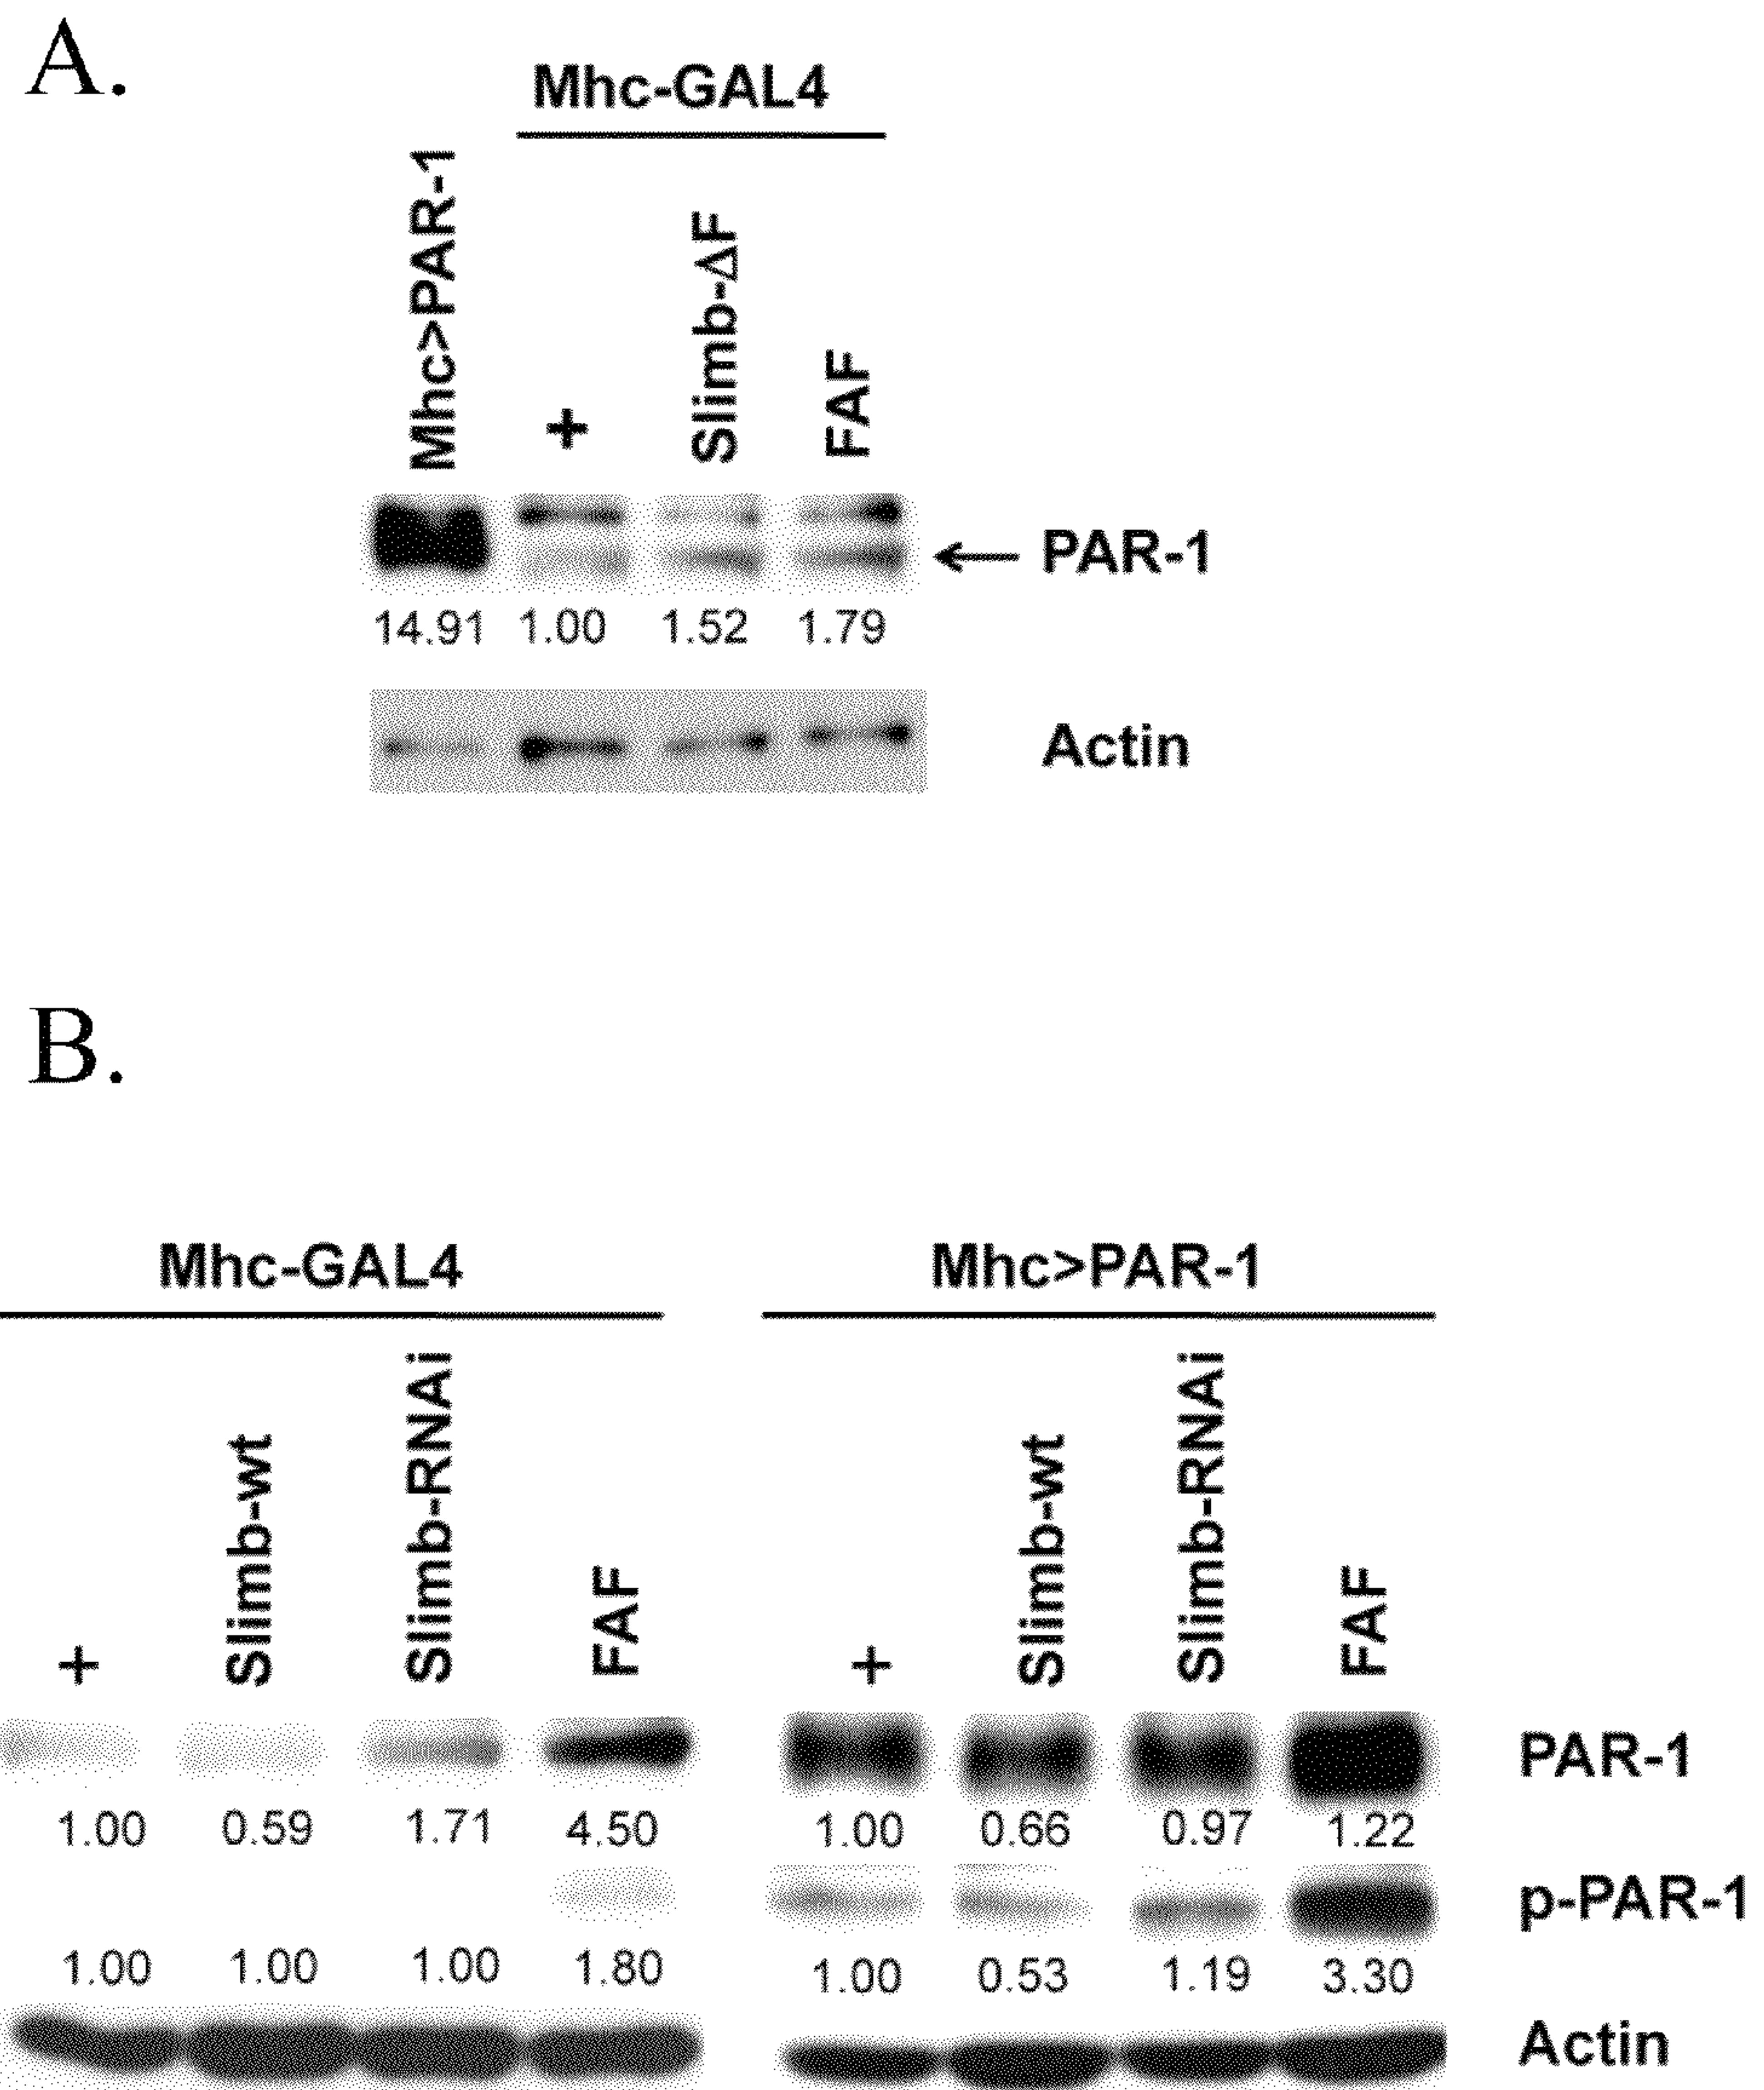 A.
Mhc-GAL4
Mhc>PAR-1
+
Slimb-ΔF
FAF
PAR-1
14.91 1.00 1.52 1.79
Actin
B.
Mhc-GAL4 Mhc>PAR-1
+ Slimb-wt Slimb-RNAi FAF + Slimb-wt Slimb-RNAi FAF
PAR-1
1.00 0.59 1.71 4.50 1.00 0.66 0.97 1.22
p-PAR-1
1.00 1.00 1.00 1.80 1.00 0.53 1.19 3.30
Actin